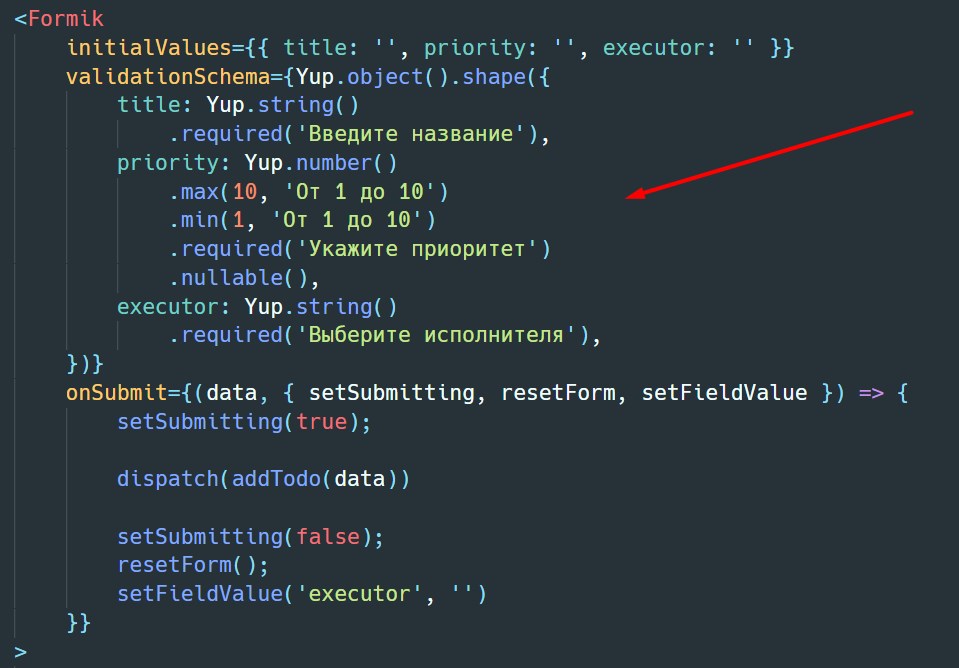 <Formik
initialValues={{ title: '', priority: '', executor: '' }}
validationSchema={Yup.object().shape({
title: Yup.string()
.required('Введите название'),
priority: Yup.number()
.max(10, 'От 1 до 10')
.min(1, 'От 1 до 10')
.required('Укажите приоритет')
.nullable(),
executor: Yup.string()
.required('Выберите исполнителя'),
})}
onSubmit={(data, { setSubmitting, resetForm, setFieldValue }) => {
setSubmitting(true);
dispatch(addTodo(data))
setSubmitting(false);
resetForm();
setFieldValue('executor', '')
}}
>